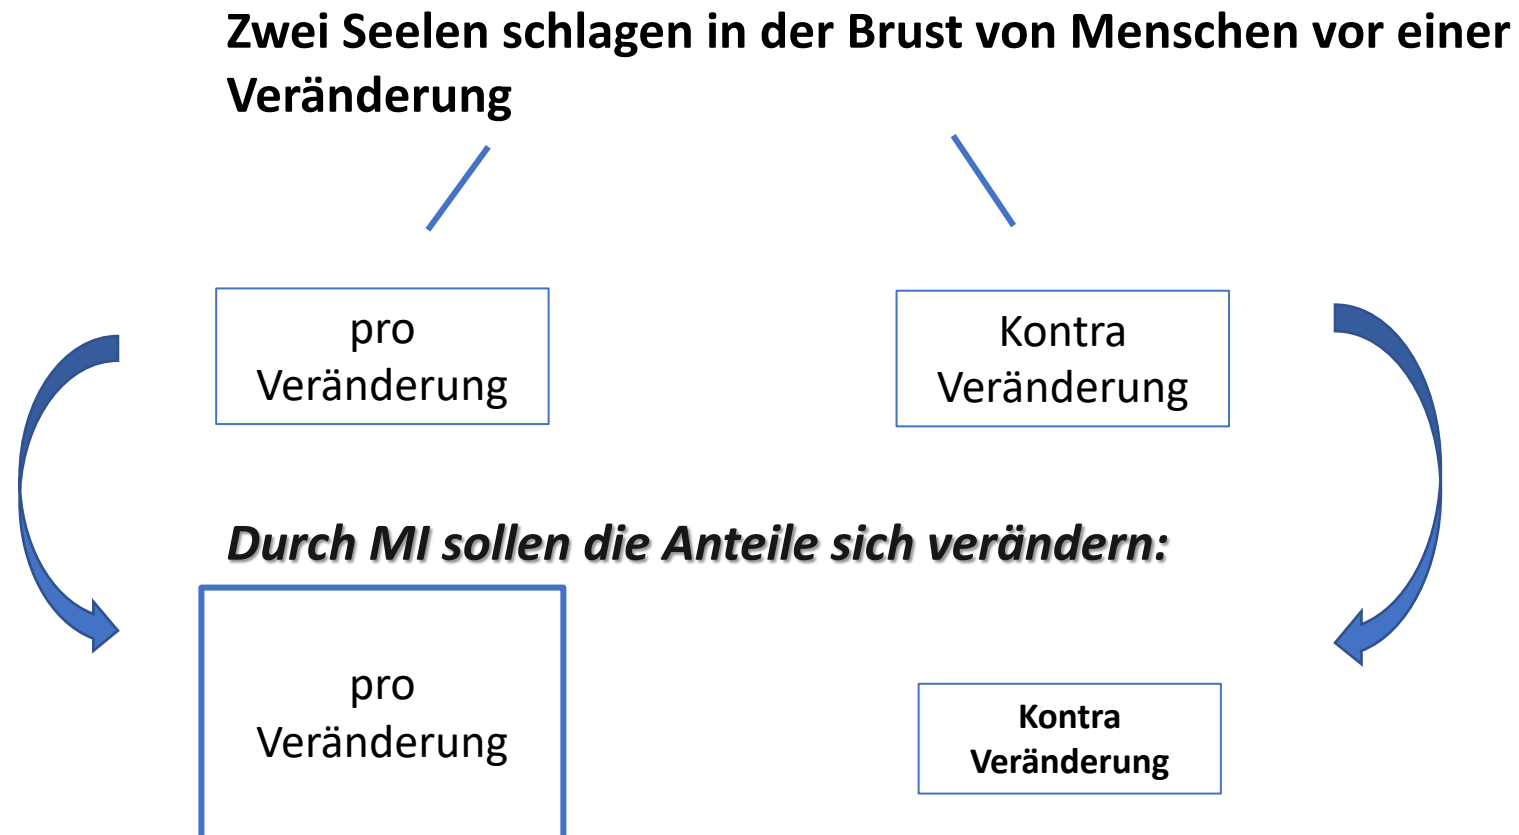 Zwei Seelen schlagen in der Brust von Menschen vor einer
Veränderung
pro
Veränderung
Kontra
Veränderung
Durch MI sollen die Anteile sich verändern:
pro
Veränderung
Kontra
Veränderung